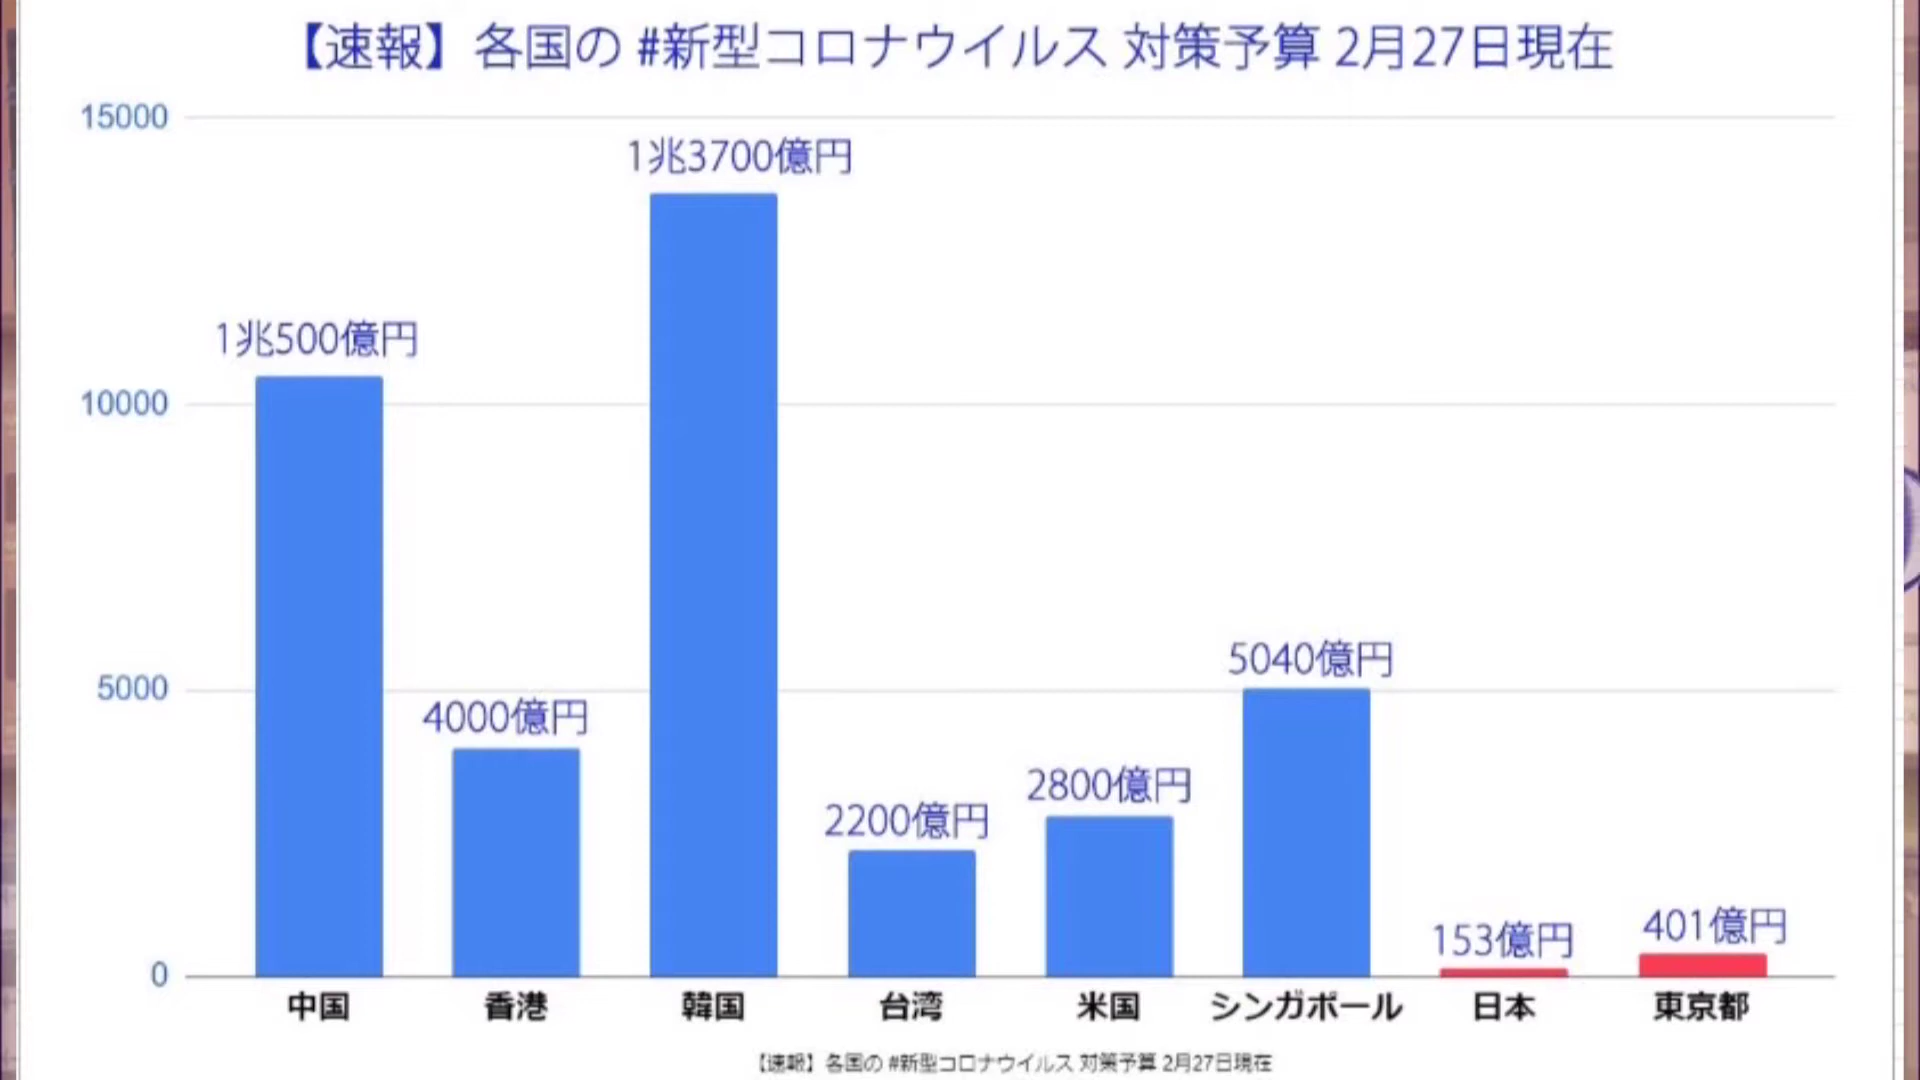 【速報】各国の #新型コロナウイルス 対策予算 2月27日現在
15000
1兆3700億円
1兆500億円
10000
5040億円
5000
4000億円
2800億円
2200億円
401億円
153億円
0
中国 香港 韓国 台湾 米国 シンガポール 日本 東京都
【速報】各国の #新型コロナウイルス 対策予算 2月27日現在